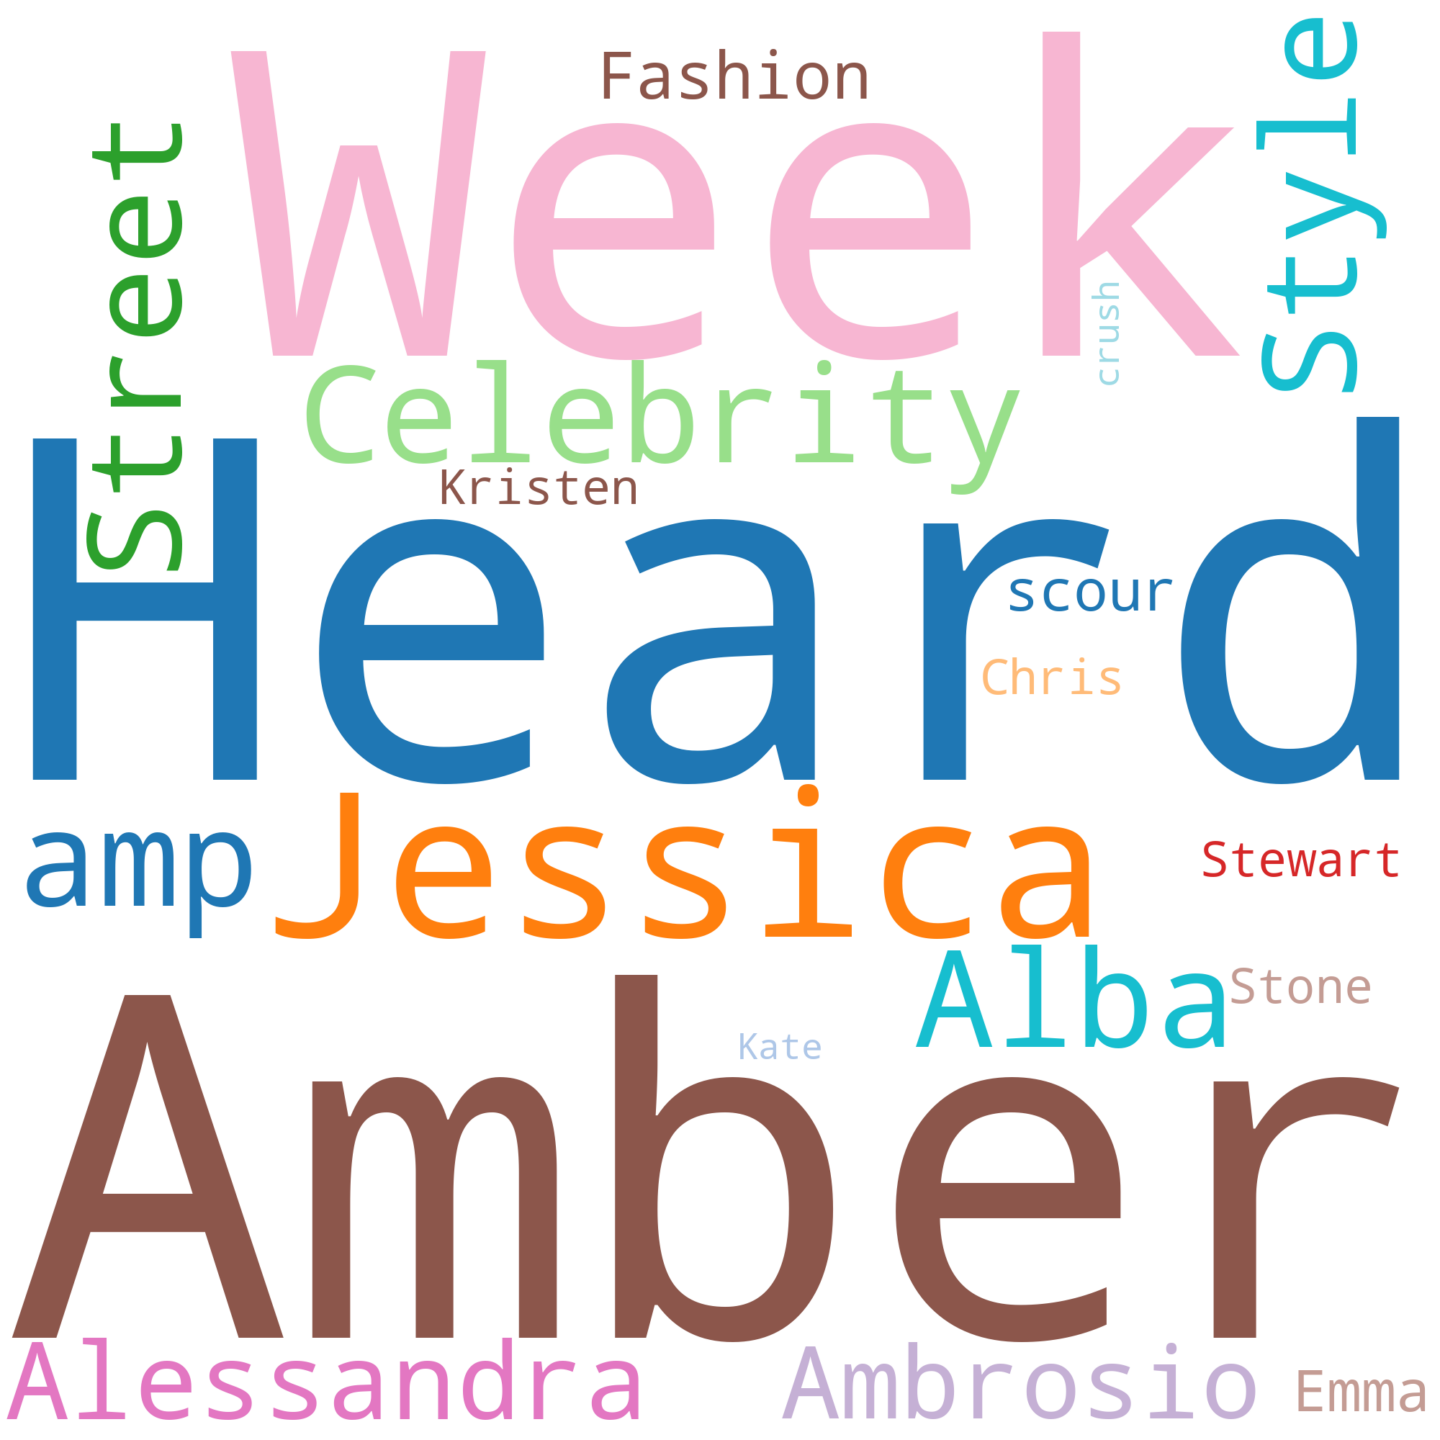 Fashion
Week
Street
Style
crush
Celebrity
Kristen
Heard
scour
Chris
amp
Jessica
Stewart
Alba
Stone
Kate
Amber
Alessandra
Ambrosio
Emma